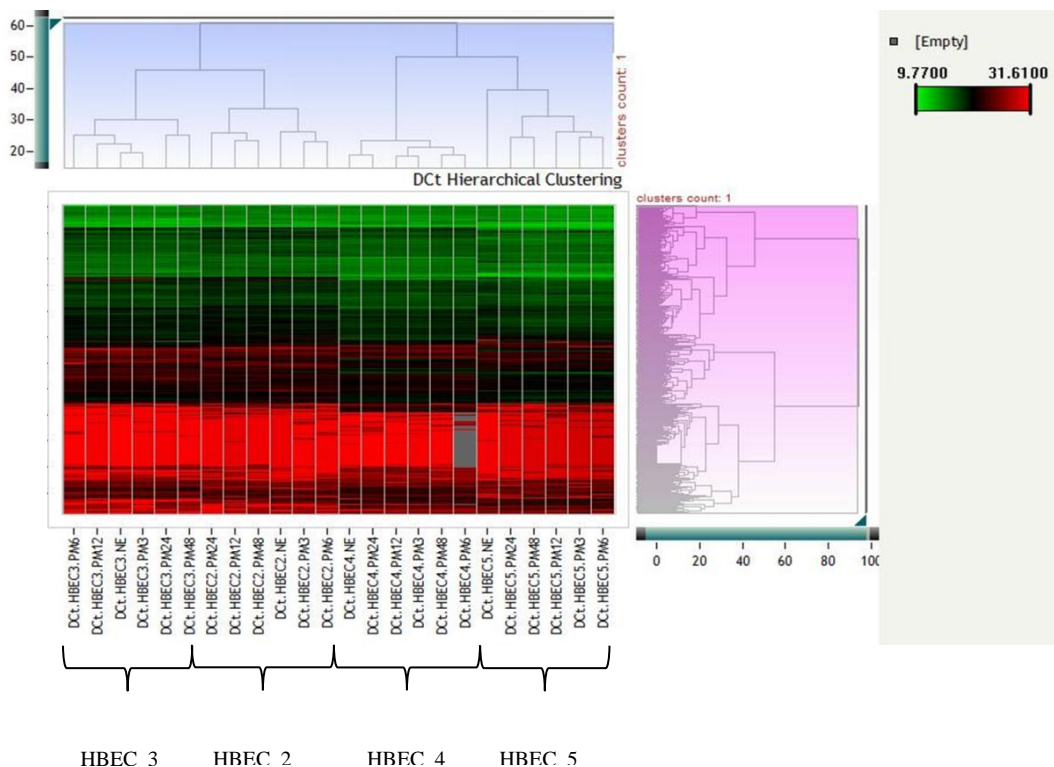 60
50
40
30
20
clusters count: 1
[Empty]
9.7700 31.6100
DCt Hierarchical Clustering
clusters count: 1
0 20 40 60 80 100
DCt.HBEC3.PM6
DCt.HBEC3.PM12
DCt.HBEC3.NE
DCt.HBEC3.PM3
DCt.HBEC3.PM24
DCt.HBEC3.PM48
DCt.HBEC2.PM24
DCt.HBEC2.PM12
DCt.HBEC2.PM48
DCt.HBEC2.NE
DCt.HBEC2.PM3
DCt.HBEC2.PM6
DCt.HBEC4.NE
DCt.HBEC4.PM24
DCt.HBEC4.PM12
DCt.HBEC4.PM3
DCt.HBEC4.PM48
DCt.HBEC4.PM6
DCt.HBEC5.NE
DCt.HBEC5.PM24
DCt.HBEC5.PM48
DCt.HBEC5.PM12
DCt.HBEC5.PM3
DCt.HBEC5.PM6
HBEC 3 HBEC 2 HBEC 4 HBEC 5